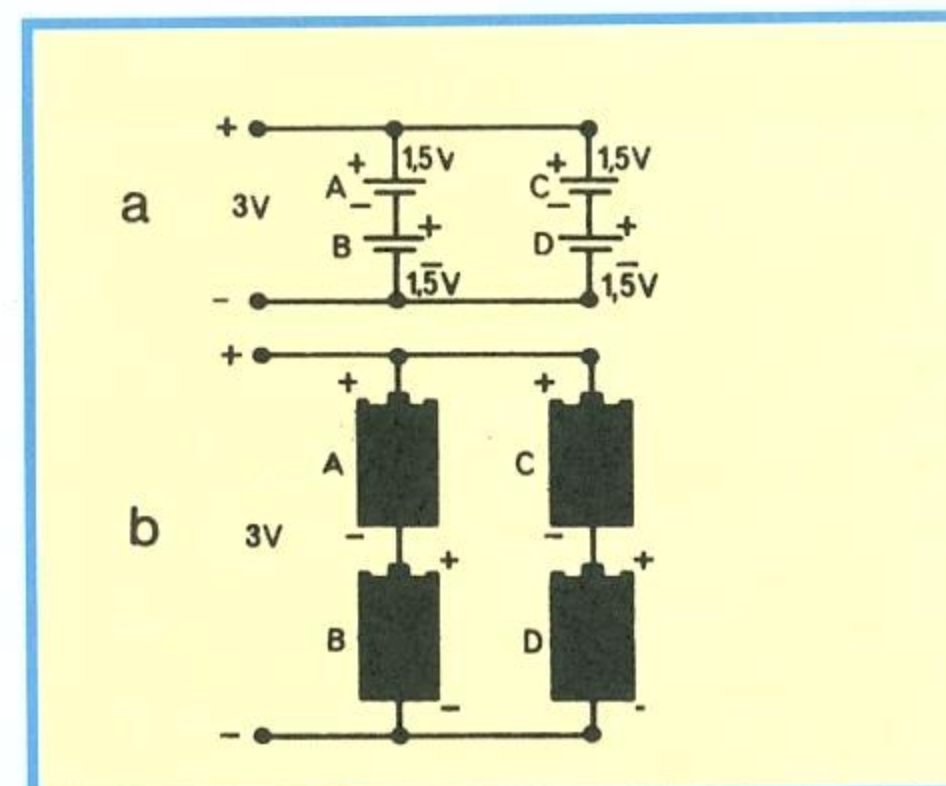 +
+ 1,5V + 1,5V
a 3V A C
− −
B + D +
− −
1,5V 1,5V
−
+
+ +
A C
b 3V − −
+ +
B D
− -
−